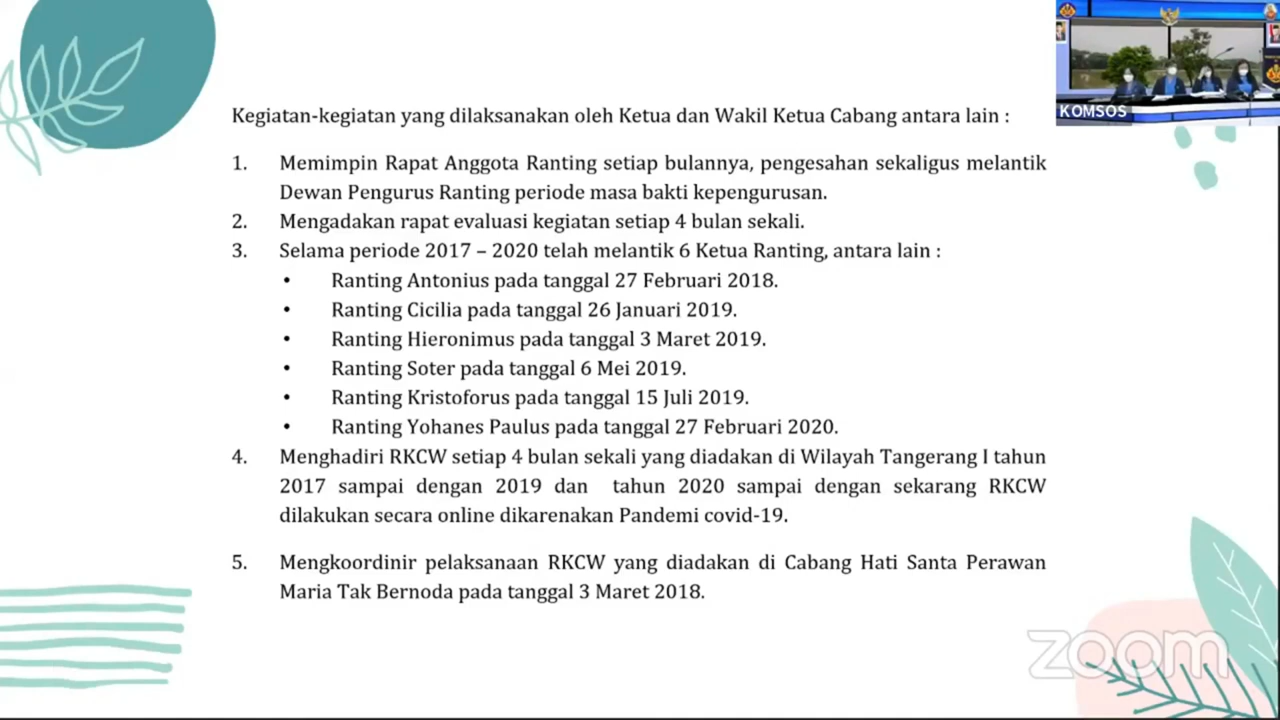 KOMSOS
Kegiatan-kegiatan yang dilaksanakan oleh Ketua dan Wakil Ketua Cabang antara lain :
1. Memimpin Rapat Anggota Ranting setiap bulannya, pengesahan sekaligus melantik
Dewan Pengurus Ranting periode masa bakti kepengurusan.
2. Mengadakan rapat evaluasi kegiatan setiap 4 bulan sekali.
3. Selama periode 2017 – 2020 telah melantik 6 Ketua Ranting, antara lain :
• Ranting Antonius pada tanggal 27 Februari 2018.
• Ranting Cicilia pada tanggal 26 Januari 2019.
• Ranting Hieronimus pada tanggal 3 Maret 2019.
• Ranting Soter pada tanggal 6 Mei 2019.
• Ranting Kristoforus pada tanggal 15 Juli 2019.
• Ranting Yohanes Paulus pada tanggal 27 Februari 2020.
4. Menghadiri RKCW setiap 4 bulan sekali yang diadakan di Wilayah Tangerang I tahun
2017 sampai dengan 2019 dan tahun 2020 sampai dengan sekarang RKCW
dilakukan secara online dikarenakan Pandemi covid-19.
5. Mengkoordinir pelaksanaan RKCW yang diadakan di Cabang Hati Santa Perawan
Maria Tak Bernoda pada tanggal 3 Maret 2018.
zoom